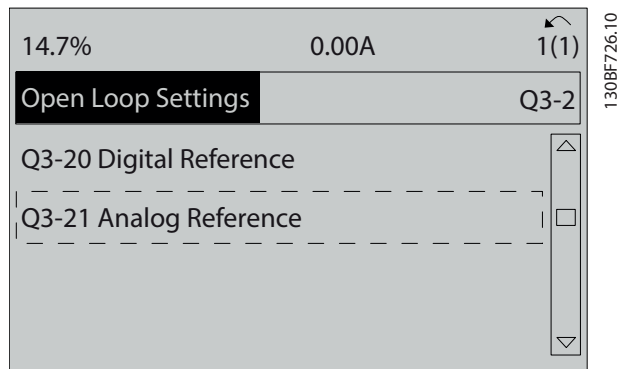 14.7% 0.00A 1(1)
Open Loop Settings Q3-2
Q3-20 Digital Reference
Q3-21 Analog Reference
130BF726.10